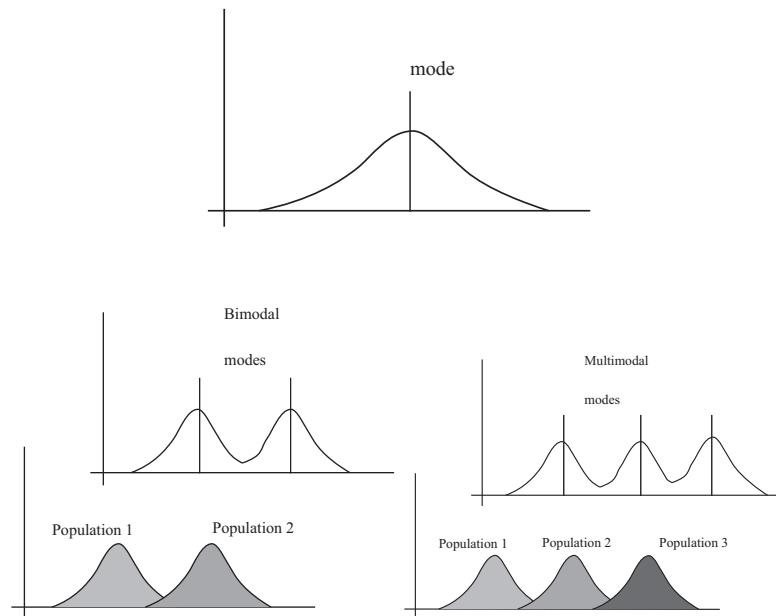 mode
Bimodal
modes
Multimodal
modes
Population 1
Population 2
Population 1
Population 2
Population 3